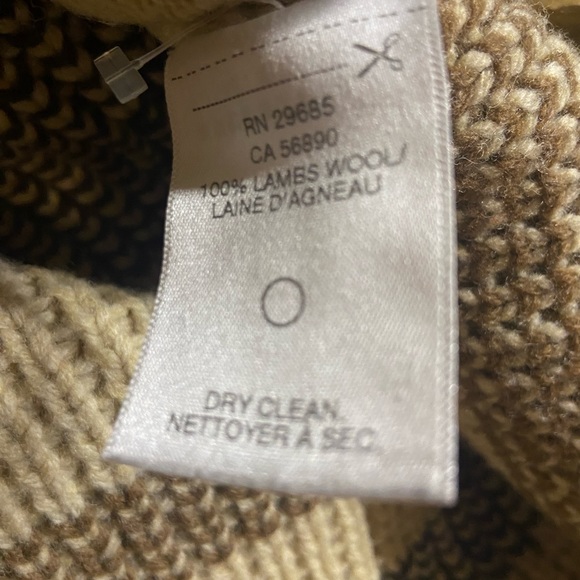 RN 29685
CA 56890
100% LAMBS WOOL/
LAINE D'AGNEAU
DRY CLEAN.
NETTOYER À SEC.